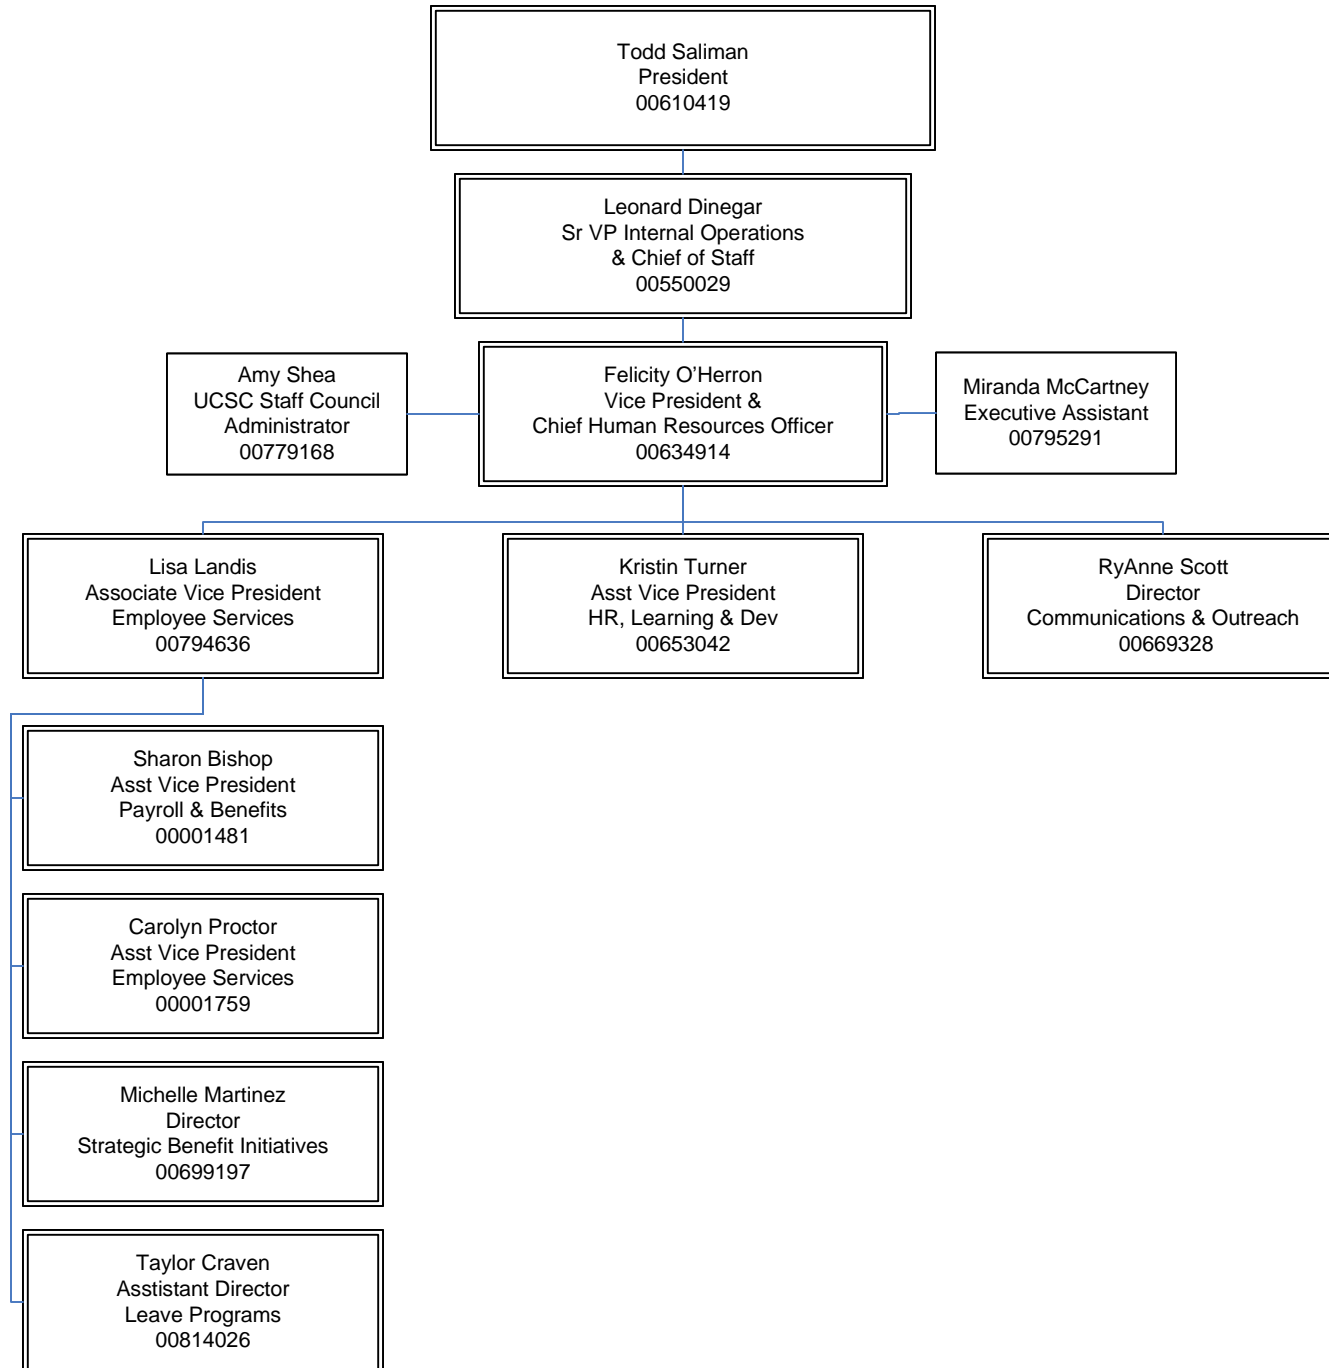 Todd Saliman
President
00610419
Leonard Dinegar
Sr VP Internal Operations
& Chief of Staff
00550029
Amy Shea
UCSC Staff Council
Administrator
00779168
Felicity O’Herron
Vice President &
Chief Human Resources Officer
00634914
Miranda McCartney
Executive Assistant
00795291
Lisa Landis
Associate Vice President
Employee Services
00794636
Kristin Turner
Asst Vice President
HR, Learning & Dev
00653042
RyAnne Scott
Director
Communications & Outreach
00669328
Sharon Bishop
Asst Vice President
Payroll & Benefits
00001481
Carolyn Proctor
Asst Vice President
Employee Services
00001759
Michelle Martinez
Director
Strategic Benefit Initiatives
00699197
Taylor Craven
Asstistant Director
Leave Programs
00814026